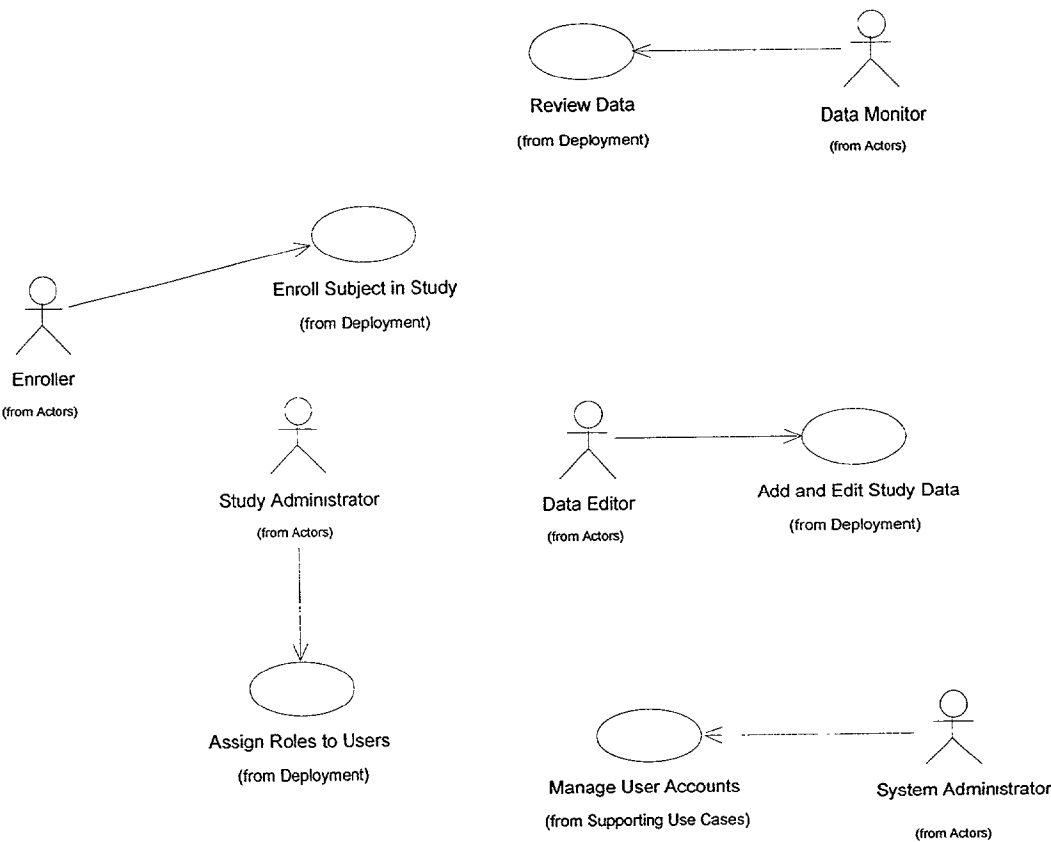 Review Data
(from Deployment)
Data Monitor
(from Actors)
Enroll Subject in Study
(from Deployment)
Enroller
(from Actors)
Study Administrator
(from Actors)
Data Editor
(from Actors)
Add and Edit Study Data
(from Deployment)
Assign Roles to Users
(from Deployment)
Manage User Accounts
(from Supporting Use Cases)
System Administrator
(from Actors)